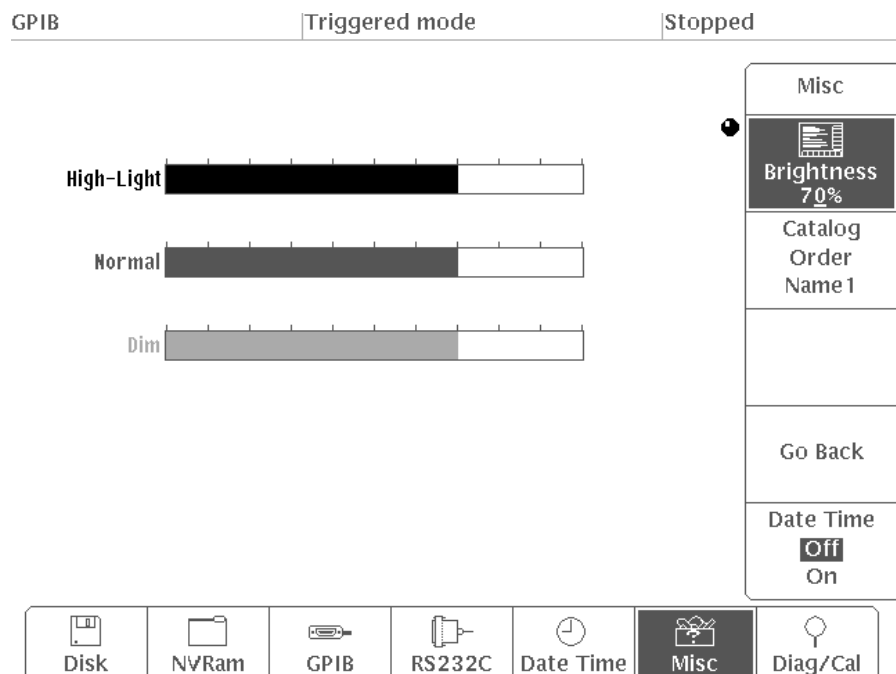 GPIB Triggered mode Stopped
Misc
Brightness
70%
Catalog
Order
Name1
Go Back
Date Time
Off
On
High-Light
Normal
Dim
Disk NVRam GPIB RS232C Date Time Misc Diag/Cal